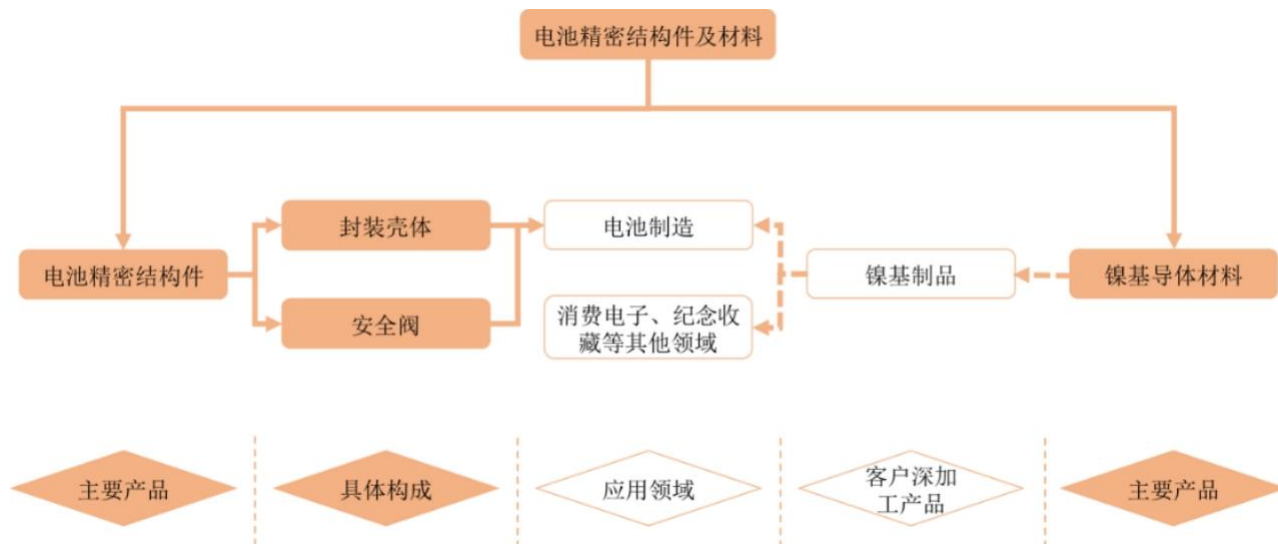 电池精密结构件及材料
封装壳体
电池制造
电池精密结构件
镍基制品
镍基导体材料
安全阀
消费电子、纪念收
藏等其他领域
主要产品
具体构成
应用领域
客户深加
工产品
主要产品